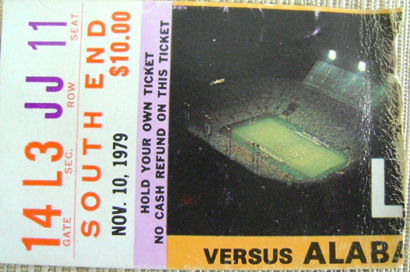 14 L3 JJ 11
GATE SEC. ROW SEAT
SOUTH END
NOV. 10, 1979 $10.00
HOLD YOUR OWN TICKET
NO CASH REFUND ON THIS TICKET
L
VERSUS ALABA